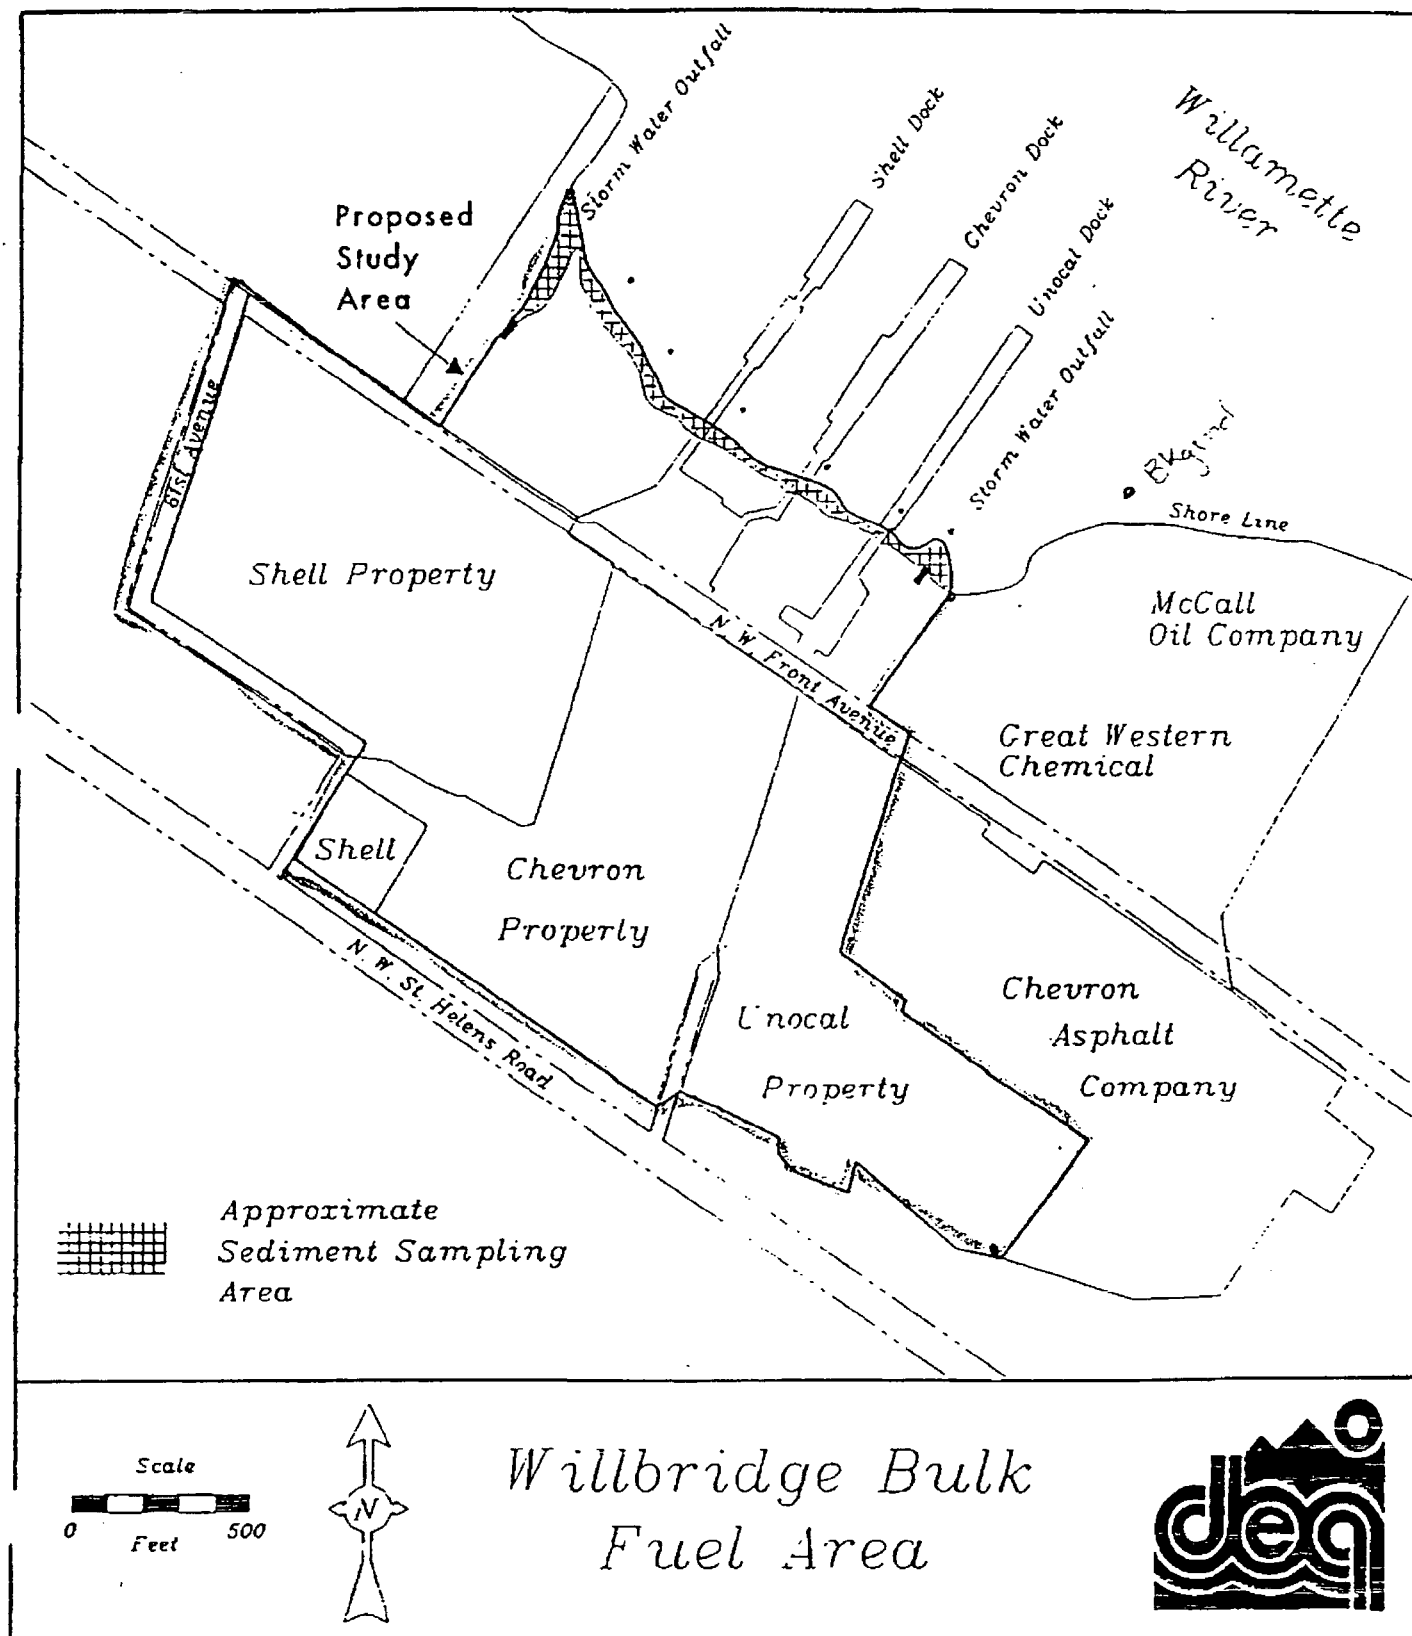 Storm Water Outfall
Shell Dock
Chevron Dock
Unocal Dock
Storm Water Outfall
Willamette
River
Proposed
Study
Area
61st Avenue
Shore Line
Shell Property
McCall
Oil Company
N. W. Front Avenue
Great Western
Chemical
Shell
Chevron
Property
N. W. St. Helens Road
Unocal
Property
Chevron
Asphalt
Company
Approximate
Sediment Sampling
Area
Scale
0 500
Feet
N
Willbridge Bulk
Fuel Area
deq